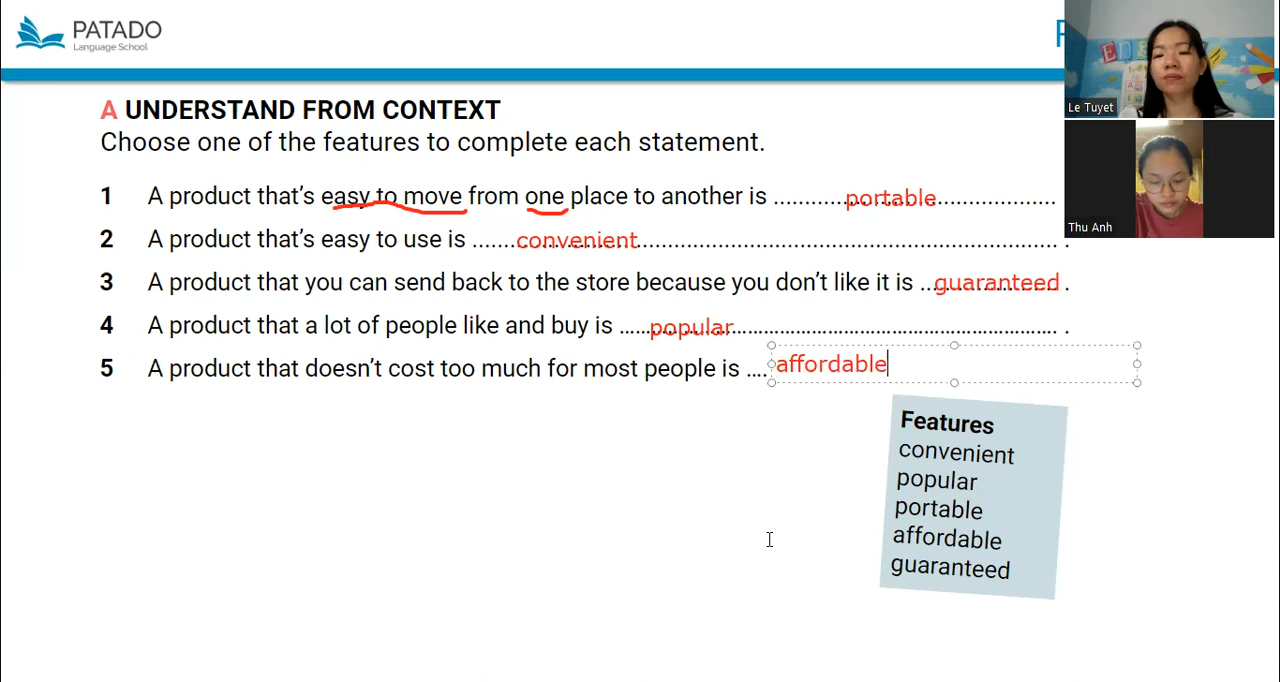 PATADO
Language School
A UNDERSTAND FROM CONTEXT
Choose one of the features to complete each statement.
1 A product that's easy to move from one place to another is ........ portable ........
2 A product that's easy to use is ........ convenient ........ .
3 A product that you can send back to the store because you don't like it is ........ guaranteed .
4 A product that a lot of people like and buy is ........ popular ........ .
5 A product that doesn't cost too much for most people is .... affordable
Features
convenient
popular
portable
affordable
guaranteed
Le Tuyet
Thu Anh